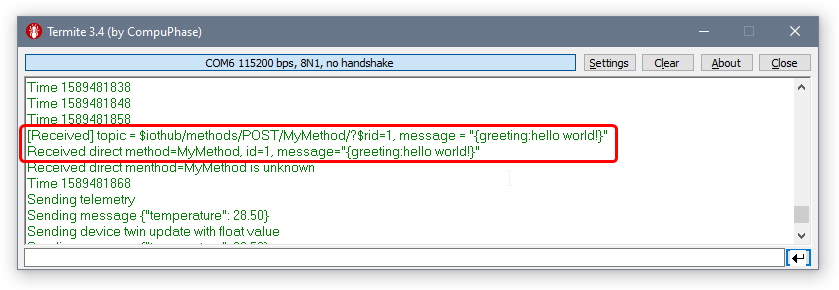 Termite 3.4 (by CompuPhase)
COM6 115200 bps, 8N1, no handshake
Settings
Clear
About
Close
Time 1589481838
Time 1589481848
Time 1589481858
[Received] topic = $iothub/methods/POST/MyMethod/?$rid=1, message = "{greeting:hello world!}"
Received direct method=MyMethod, id=1, message="{greeting:hello world!}"
Received direct menthod=MyMethod is unknown
Time 1589481868
Sending telemetry
Sending message {"temperature": 28.50}
Sending device twin update with float value